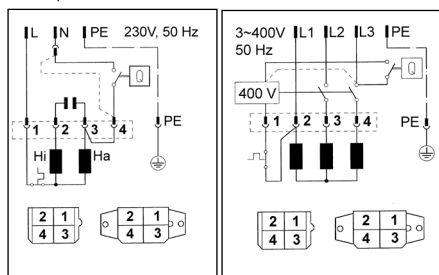 L N PE 230V, 50 Hz
Q
1 2 3 4
PE
Hi Ha
2 1 2 1
4 3 4 3
3~400V L1 L2 L3 PE
50 Hz
Q
400 V
1 2 3 4
PE
2 1 2 1
4 3 4 3